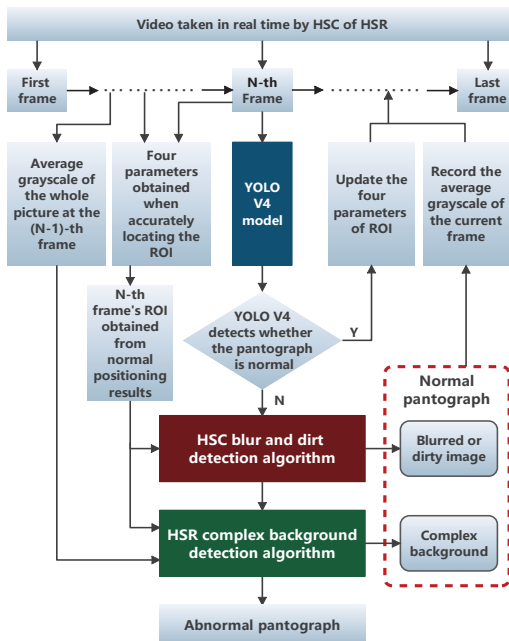 Video taken in real time by HSC of HSR
First
frame
N-th
Frame
Last
frame
Average
grayscale of
the whole
picture at the
(N-1)-th
frame
Four
parameters
obtained
when
accurately
locating the
ROI
YOLO
V4
model
Update the
four
parameters
of ROI
Record the
average
grayscale of
the current
frame
N-th
frame's ROI
obtained
from
normal
positioning
results
YOLO V4
detects whether
the pantograph
is normal
Y
N
Normal
pantograph
HSC blur and dirt
detection algorithm
Blurred or
dirty image
HSR complex background
detection algorithm
Complex
background
Abnormal pantograph